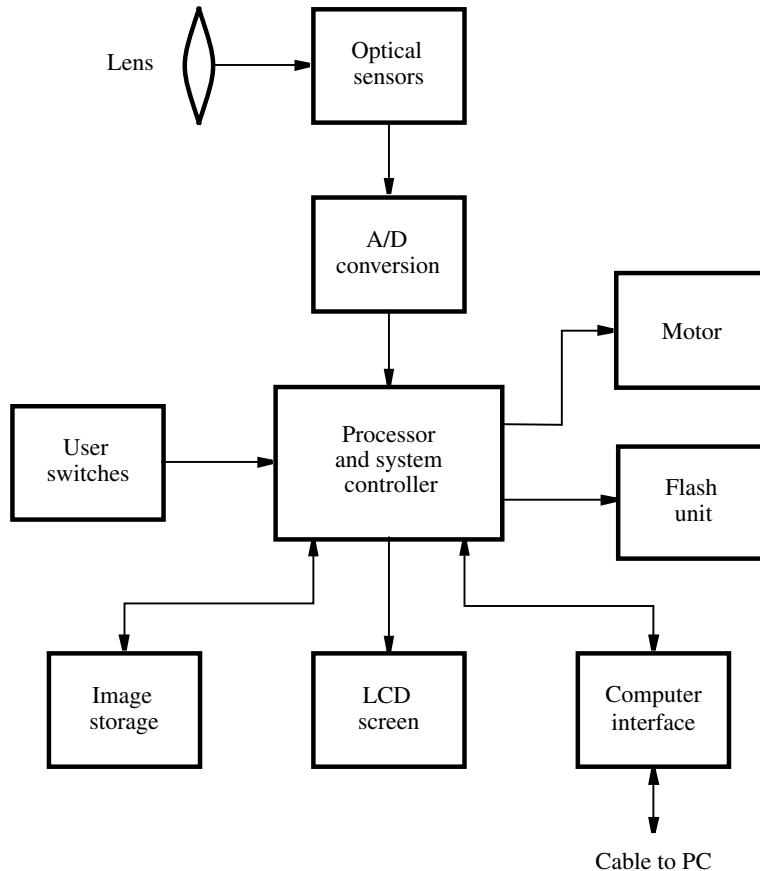 Lens
Optical
sensors
A/D
conversion
Motor
User
switches
Processor
and system
controller
Flash
unit
Image
storage
LCD
screen
Computer
interface
Cable to PC